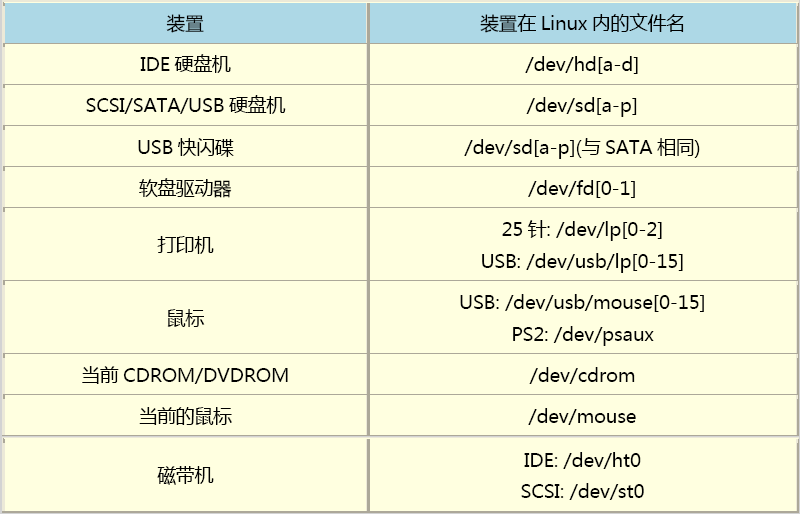 装置 装置在 Linux 内的文件名
IDE 硬盘机 /dev/hd[a-d]
SCSI/SATA/USB 硬盘机 /dev/sd[a-p]
USB 快闪碟 /dev/sd[a-p](与 SATA 相同)
软盘驱动器 /dev/fd[0-1]
打印机 25 针: /dev/lp[0-2]
USB: /dev/usb/lp[0-15]
鼠标 USB: /dev/usb/mouse[0-15]
PS2: /dev/psaux
当前 CDROM/DVDROM /dev/cdrom
当前的鼠标 /dev/mouse
磁带机 IDE: /dev/ht0
SCSI: /dev/st0